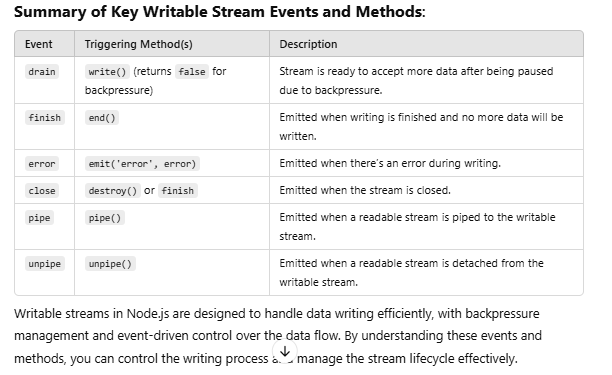 Summary of Key Writable Stream Events and Methods:
Event Triggering Method(s) Description
drain write() (returns false for backpressure) Stream is ready to accept more data after being paused due to backpressure.
finish end() Emitted when writing is finished and no more data will be written.
error emit('error', error) Emitted when there's an error during writing.
close destroy() or finish Emitted when the stream is closed.
pipe pipe() Emitted when a readable stream is piped to the writable stream.
unpipe unpipe() Emitted when a readable stream is detached from the writable stream.
Writable streams in Node.js are designed to handle data writing efficiently, with backpressure
management and event-driven control over the data flow. By understanding these events and
methods, you can control the writing process manage the stream lifecycle effectively.